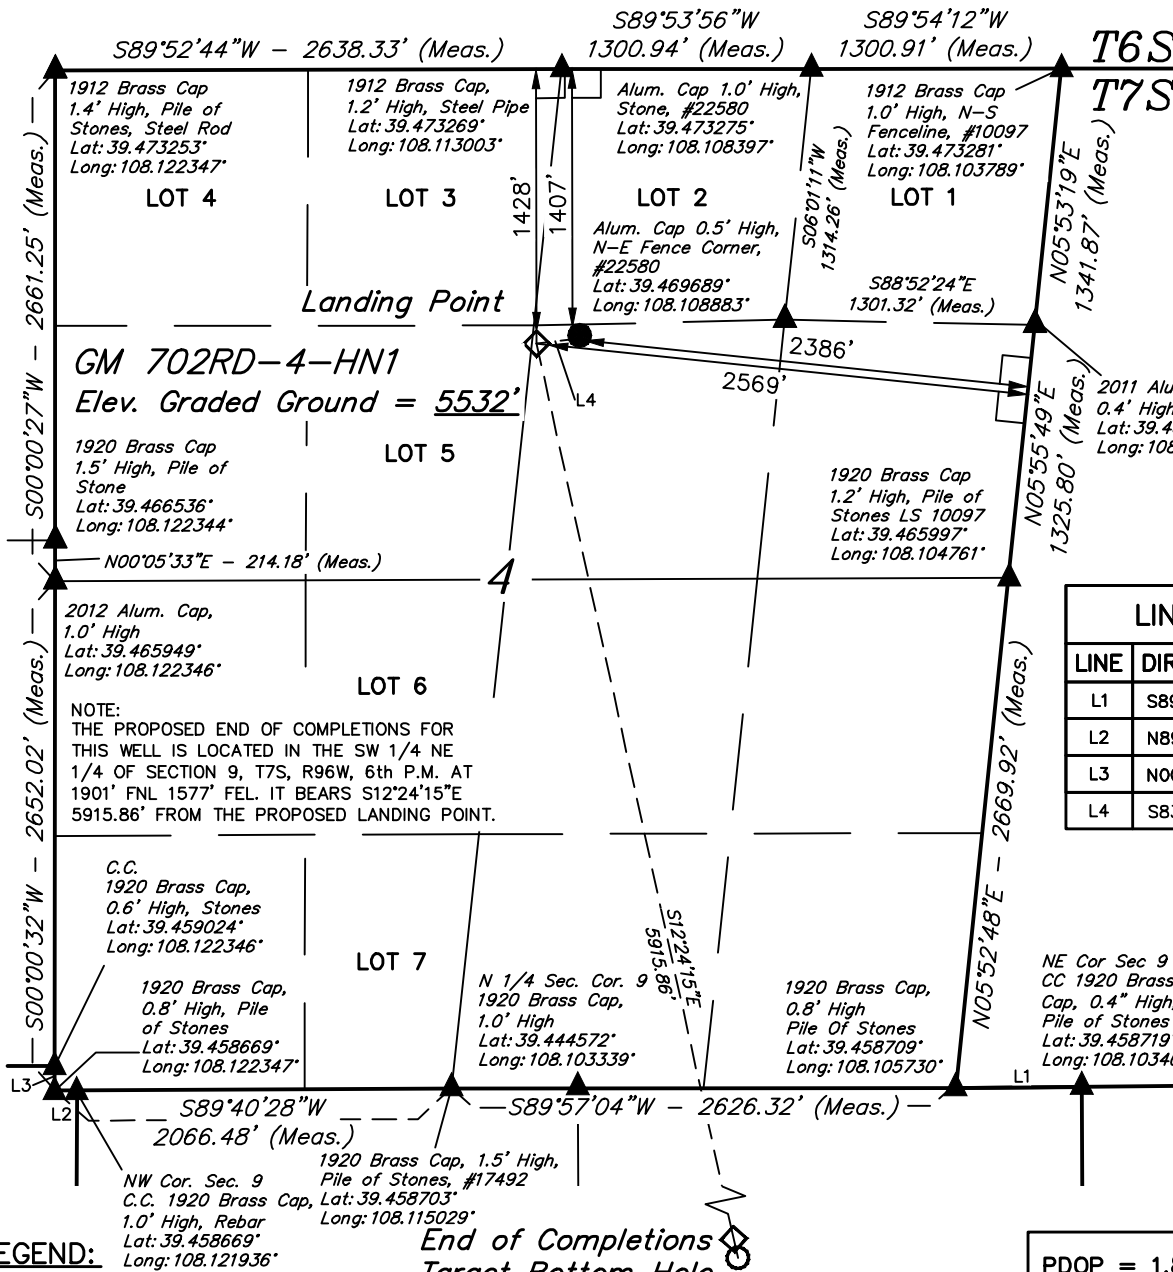 S89°52'44"W – 2638.33' (Meas.)
S89°53'56"W
1300.94' (Meas.)
S89°54'12"W
1300.91' (Meas.)
T6S
T7S
1912 Brass Cap
1.4' High, Pile of
Stones, Steel Rod
Lat: 39.473253°
Long: 108.122347°
1912 Brass Cap,
1.2' High, Steel Pipe
Lat: 39.473269°
Long: 108.113003°
Alum. Cap 1.0' High,
Stone, #22580
Lat: 39.473275°
Long: 108.108397°
1912 Brass Cap
1.0' High, N–S
Fenceline, #10097
Lat: 39.473281°
Long: 108.103789°
LOT 4
LOT 3
LOT 2
LOT 1
1428'
1407'
S06°01'11"W
1314.26' (Meas.)
N05°53'19"E
1341.87' (Meas.)
S00°00'27"W – 2661.25' (Meas.)
Alum. Cap 0.5' High,
N–E Fence Corner,
#22580
Lat: 39.469689°
Long: 108.108883°
S88°52'24"E
1301.32' (Meas.)
Landing Point
GM 702RD–4–HN1
Elev. Graded Ground = 5532'
2386'
2569'
L4
2011 Alu
0.4' High
Lat: 39.4
Long: 108
N05°55'49"E
1325.80' (Meas.)
LOT 5
1920 Brass Cap
1.5' High, Pile of
Stone
Lat: 39.466536°
Long: 108.122344°
1920 Brass Cap
1.2' High, Pile of
Stones LS 10097
Lat: 39.465997°
Long: 108.104761°
N00°05'33"E – 214.18' (Meas.)
4
2012 Alum. Cap,
1.0' High
Lat: 39.465949°
Long: 108.122346°
LOT 6
NOTE:
THE PROPOSED END OF COMPLETIONS FOR
THIS WELL IS LOCATED IN THE SW 1/4 NE
1/4 OF SECTION 9, T7S, R96W, 6th P.M. AT
1901' FNL 1577' FEL. IT BEARS S12°24'15"E
5915.86' FROM THE PROPOSED LANDING POINT.
S00°00'32"W – 2652.02' (Meas.)
N05°52'48"E – 2669.92' (Meas.)
LIN
LINE DIR
L1 S89
L2 N89
L3 N00
L4 S83
C.C.
1920 Brass Cap,
0.6' High, Stones
Lat: 39.459024°
Long: 108.122346°
LOT 7
S12°24'15"E
5915.86'
1920 Brass Cap,
0.8' High, Pile
of Stones
Lat: 39.458669°
Long: 108.122347°
N 1/4 Sec. Cor. 9
1920 Brass Cap,
1.0' High
Lat: 39.444572°
Long: 108.103339°
1920 Brass Cap,
0.8' High
Pile Of Stones
Lat: 39.458709°
Long: 108.105730°
NE Cor Sec 9
CC 1920 Brass
Cap, 0.4" High,
Pile of Stones
Lat: 39.458719
Long: 108.10346
L3
L2
L1
S89°40'28"W
2066.48' (Meas.)
S89°57'04"W – 2626.32' (Meas.)
NW Cor. Sec. 9
C.C. 1920 Brass Cap,
1.0' High, Rebar
Lat: 39.458669°
Long: 108.121936°
1920 Brass Cap, 1.5' High,
Pile of Stones, #17492
Lat: 39.458703°
Long: 108.115029°
End of Completions
Target Bottom Hole
EGEND:
PDOP = 1.